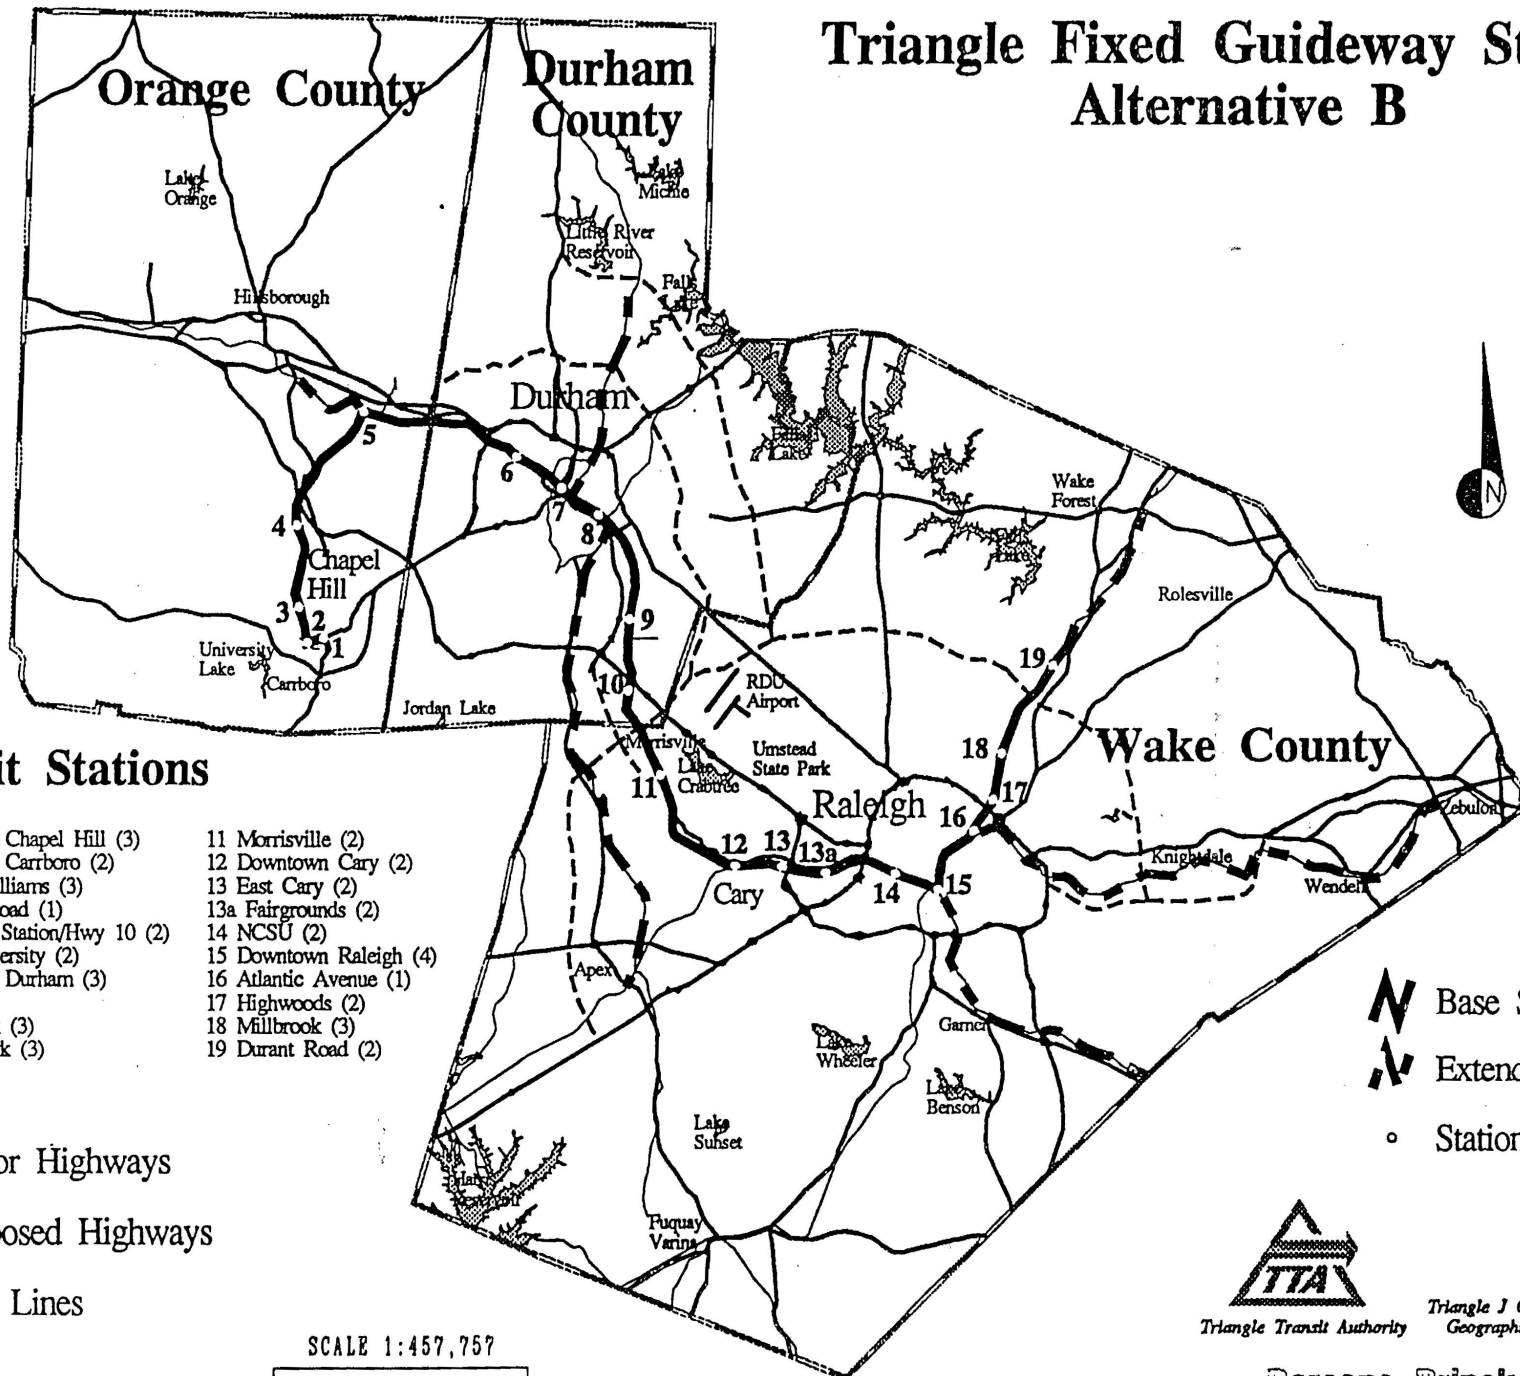 Triangle Fixed Guideway St
Alternative B
Orange County
Durham
County
Lake
Orange
Lake
Michie
Little River
Reservoir
Falls
Lake
Hillsborough
Durham
5
6
7
8
4
Chapel
Hill
3
2
1
University
Lake
Carrboro
Jordan Lake
9
10
RDU
Airport
Morrisville
Lake
Crabtree
11
Umstead
State Park
Falls
Lake
Wake
Forest
Falls
Lake
Rolesville
19
18
17
Wake County
Raleigh
16
12
13
13a
14
15
Cary
Knightdale
Wendell
Zebulon
Apex
Garner
Lake
Wheeler
Lake
Benson
Lake
Sunset
Harris
Reservoir
Fuquay
Varina
N
it Stations
Chapel Hill (3)
Carrboro (2)
lliams (3)
oad (1)
Station/Hwy 10 (2)
ersity (2)
Durham (3)
(3)
k (3)
11 Morrisville (2)
12 Downtown Cary (2)
13 East Cary (2)
13a Fairgrounds (2)
14 NCSU (2)
15 Downtown Raleigh (4)
16 Atlantic Avenue (1)
17 Highwoods (2)
18 Millbrook (3)
19 Durant Road (2)
or Highways
osed Highways
Lines
SCALE 1:457,757
Base S
Extend
Station
TTA
Triangle Transit Authority
Triangle J
Geograph